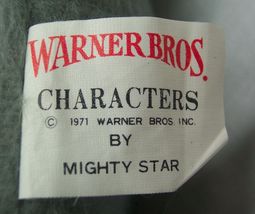 WARNER BROS.
CHARACTERS
© 1971 WARNER BROS. INC.
BY
MIGHTY STAR